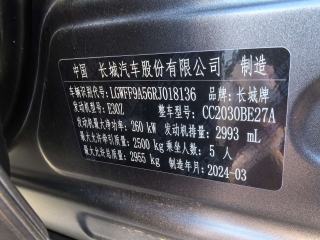 中国 长城汽车股份有限公司 制造
车辆识别代号: LGWFF9A56RJ018136 品牌: 长城牌
发动机型号: E30Z 整车型号: CC2030BE27A
发动机最大净功率: 260 kW 发动机排量: 2993 mL
最大允许牵引质量: 2500 kg 乘坐人数: 5 人
最大允许总质量: 2955 kg 制造年月: 2024-03